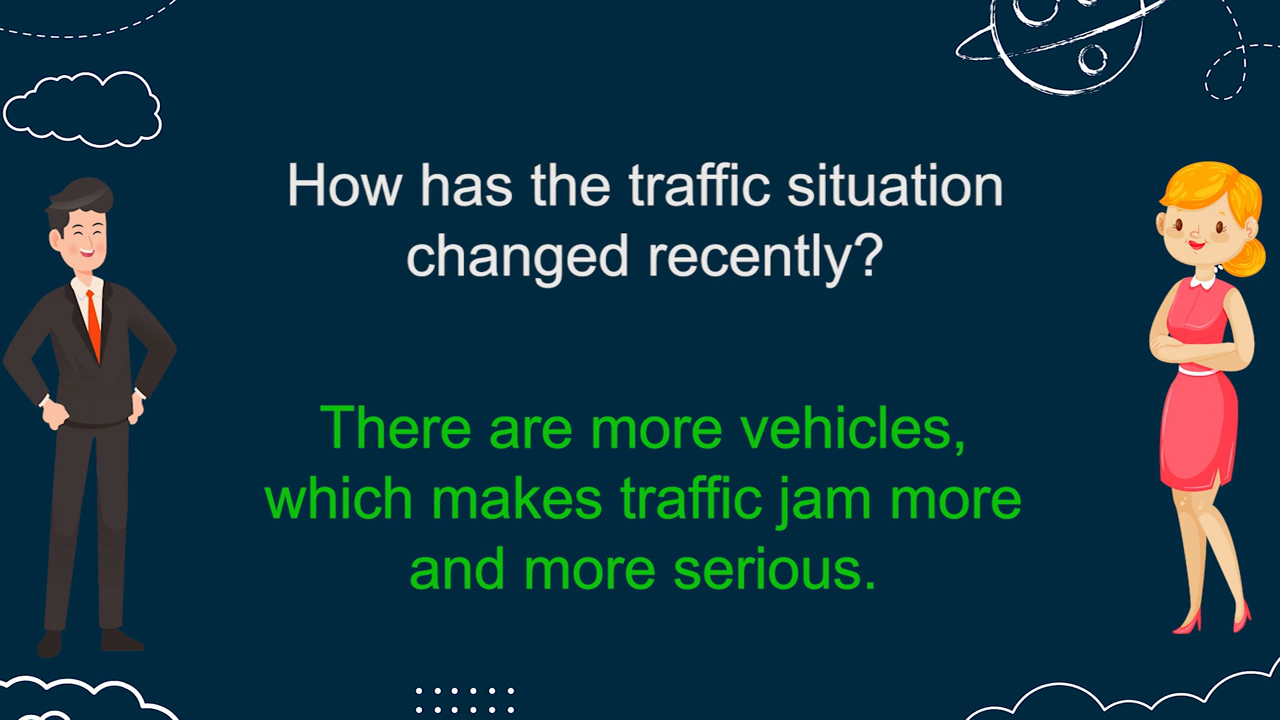 How has the traffic situation
changed recently?
There are more vehicles,
which makes traffic jam more
and more serious.